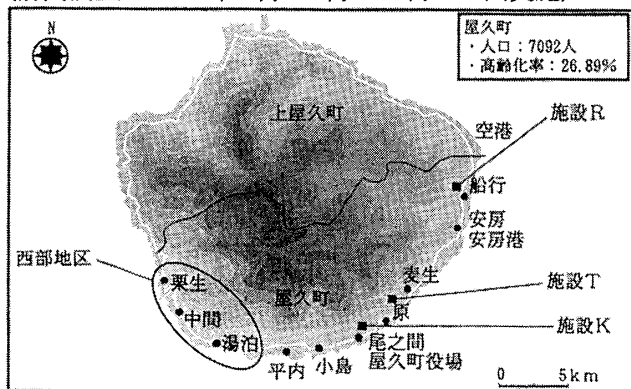 N
屋久町
・人口：7092人
・高齢化率：26.89%
上屋久町
空港
施設R
船行
安房
安房港
西部地区
麦生
施設T
栗生
屋久町
原
中間
施設K
尾之間
湯泊
屋久町役場
平内
小島
0 5km